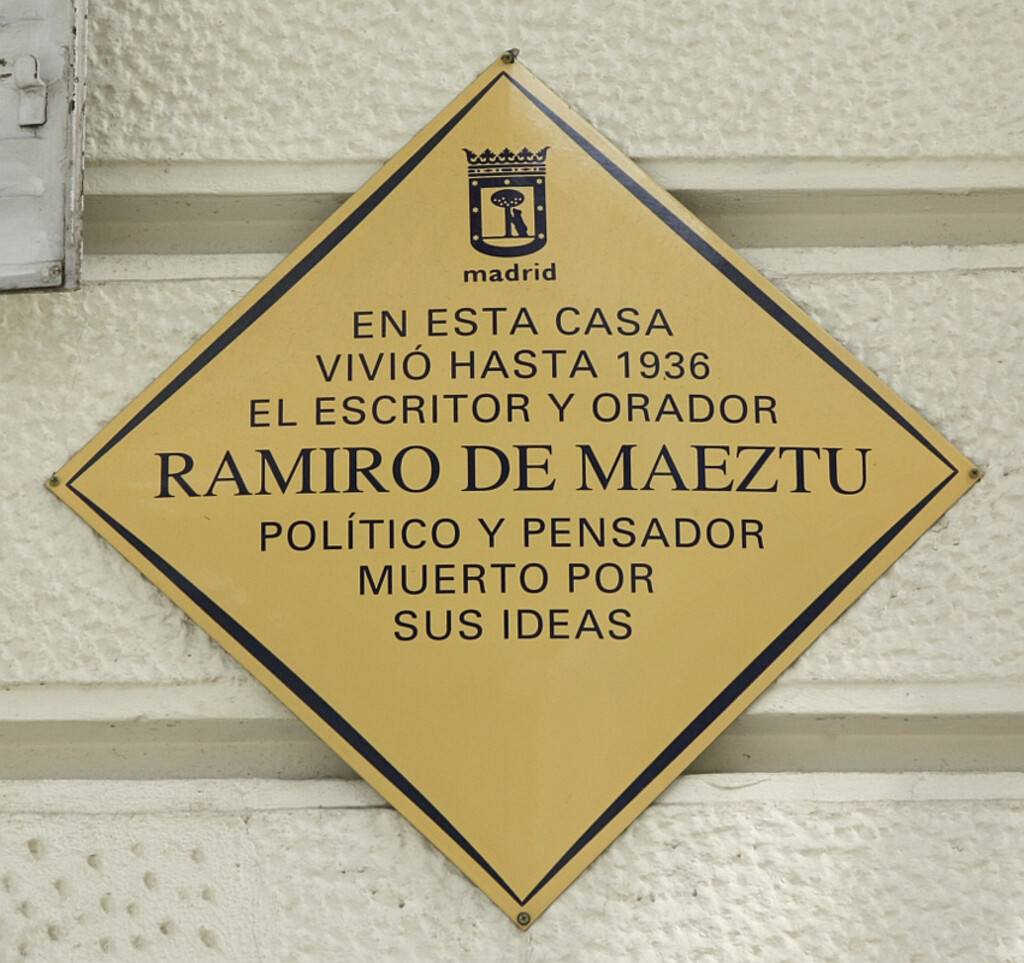 madrid
EN ESTA CASA
VIVIÓ HASTA 1936
EL ESCRITOR Y ORADOR
RAMIRO DE MAEZTU
POLÍTICO Y PENSADOR
MUERTO POR
SUS IDEAS